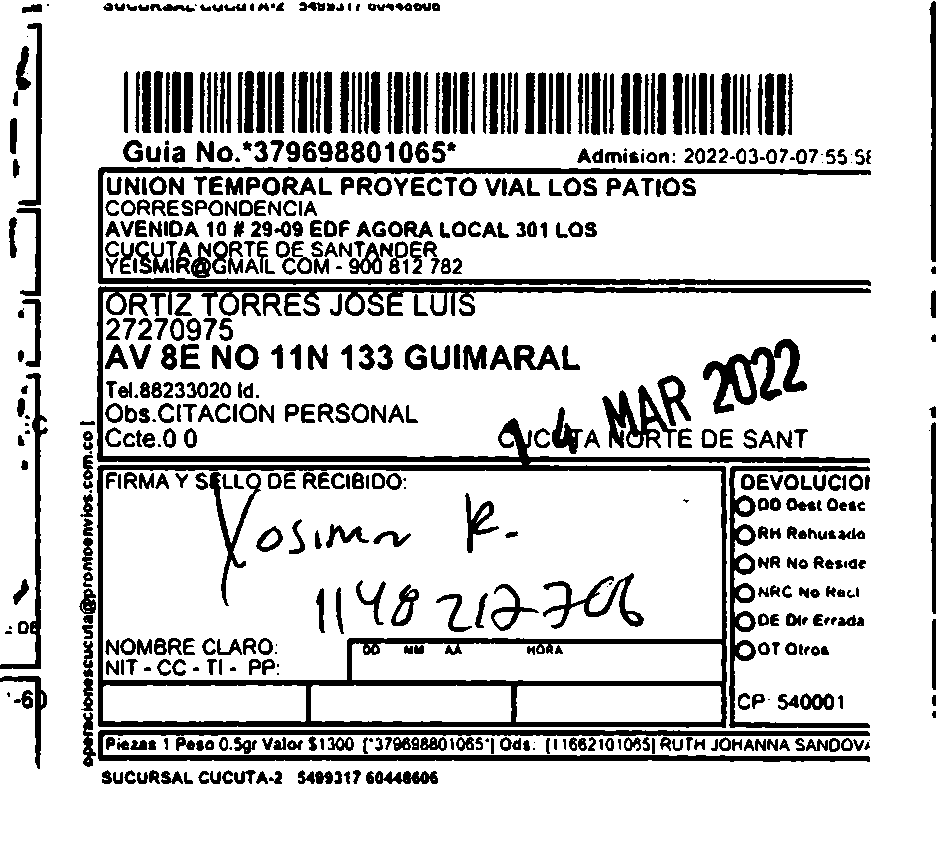 SUCURSAL CUCUTA-2 5499317 60448606
Guia No.*379698801065*
Admision: 2022-03-07-07:55:58
UNION TEMPORAL PROYECTO VIAL LOS PATIOS
CORRESPONDENCIA
AVENIDA 10 # 29-09 EDF AGORA LOCAL 301 LOS
CUCUTA NORTE DE SANTANDER
YEISMIR@GMAIL COM - 900 812 782
ORTIZ TORRES JOSE LUIS
27270975
AV 8E NO 11N 133 GUIMARAL
Tel.88233020 Id.
Obs.CITACION PERSONAL
Ccte.0 0
CUCUTA NORTE DE SANT
14 MAR 2022
operacionescucuta@prontoenvios.com.co
FIRMA Y SELLO DE RECIBIDO:
Yosimar R.
1148212706
NOMBRE CLARO:
NIT - CC - TI - PP:
DD MM AA HORA
DEVOLUCION
DD Dest Desc
RH Rehusado
NR No Reside
NRC No Recl
DE Dir Errada
OT Otros
CP: 540001
Piezas 1 Peso 0.5gr Valor $1300 [*379698801065*] Ods: [11662101065] RUTH JOHANNA SANDOVA
SUCURSAL CUCUTA-2 5499317 60448606